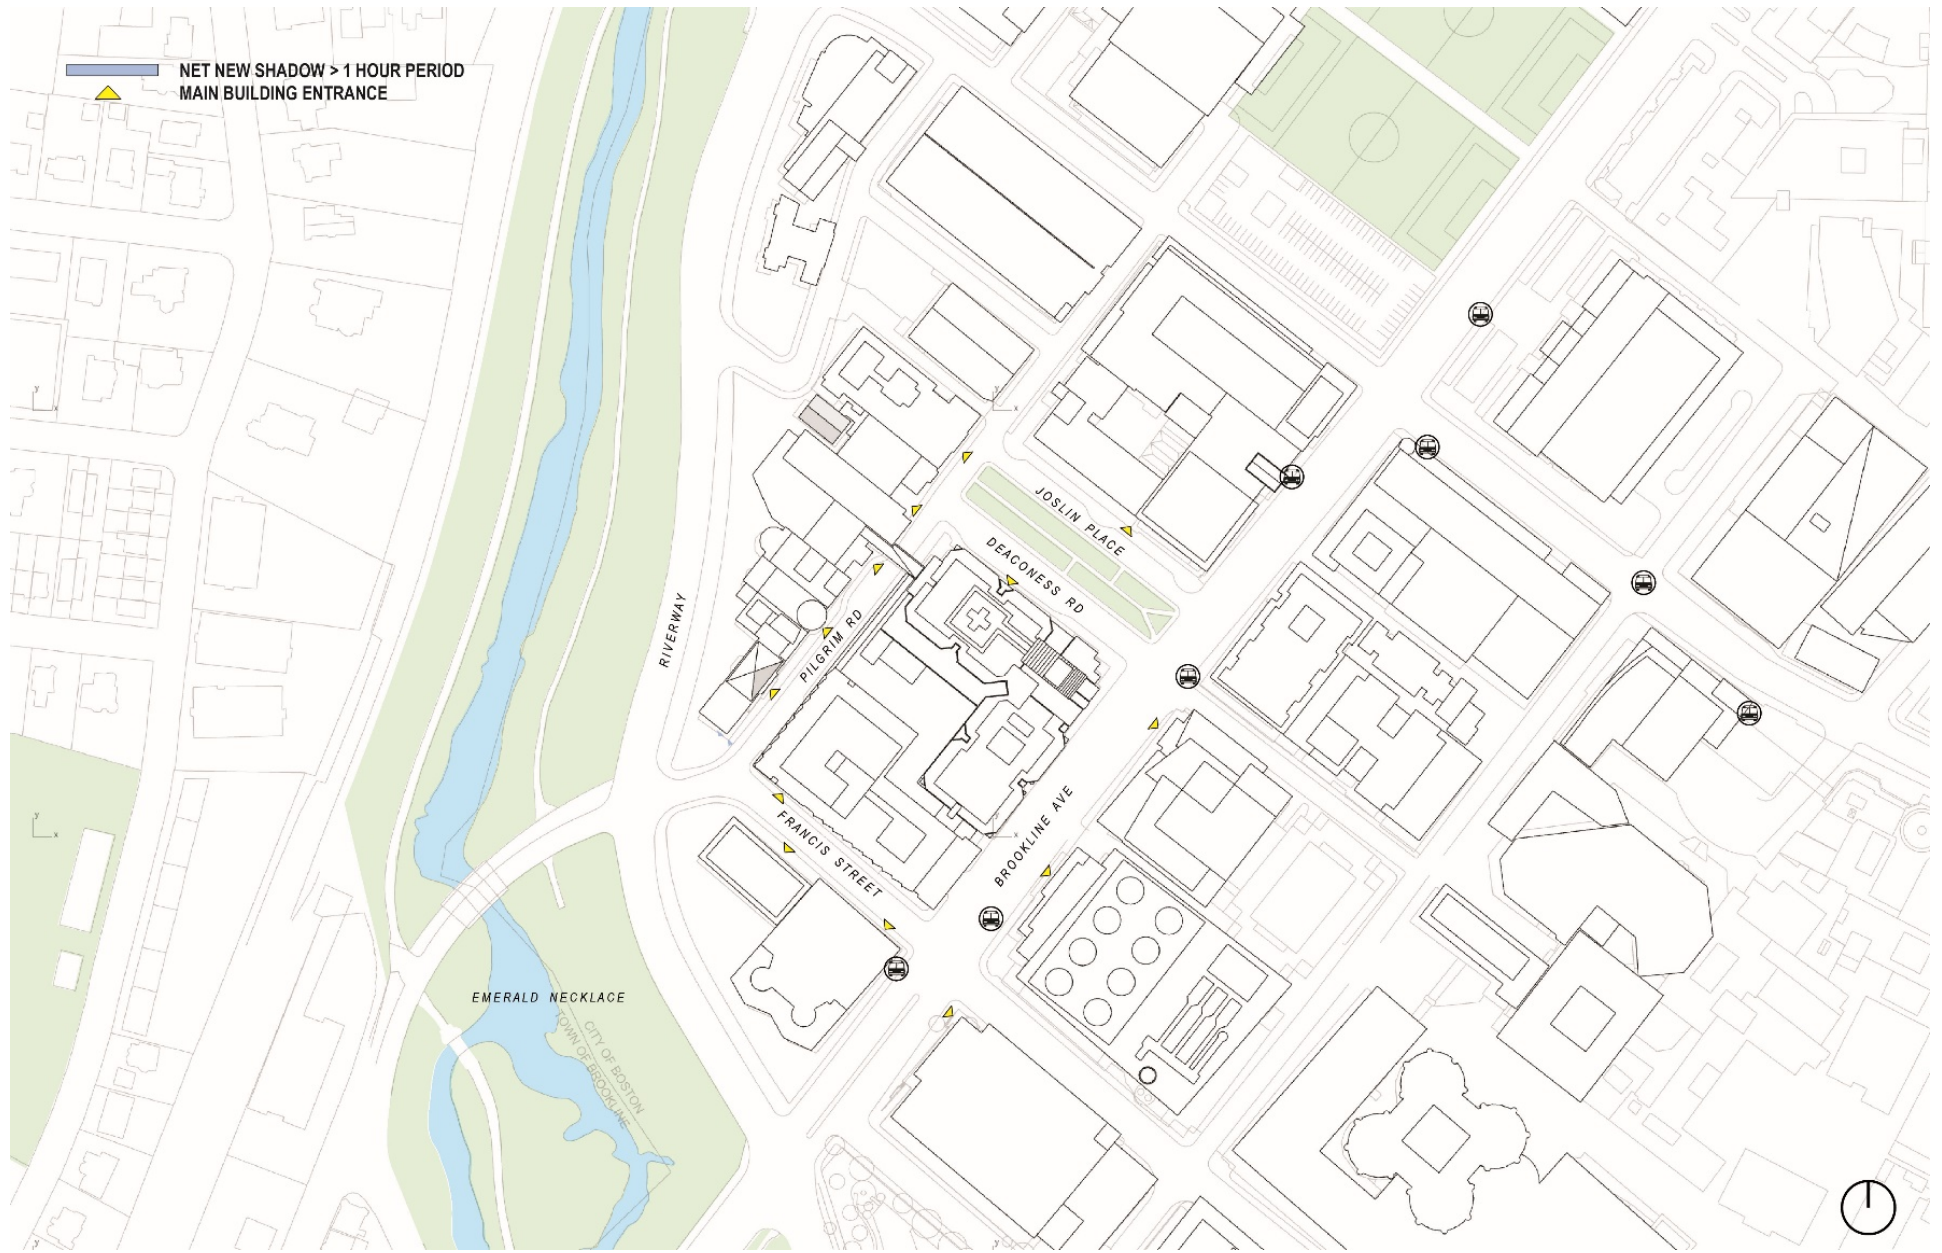 NET NEW SHADOW > 1 HOUR PERIOD
MAIN BUILDING ENTRANCE
JOSLIN PLACE
DEACONESS RD
RIVERWAY
PILGRIM RD
FRANCIS STREET
BROOKLINE AVE
EMERALD NECKLACE
CITY OF BOSTON
TOWN OF BROOKLINE
y
x
y
x
y
x
x
y
y